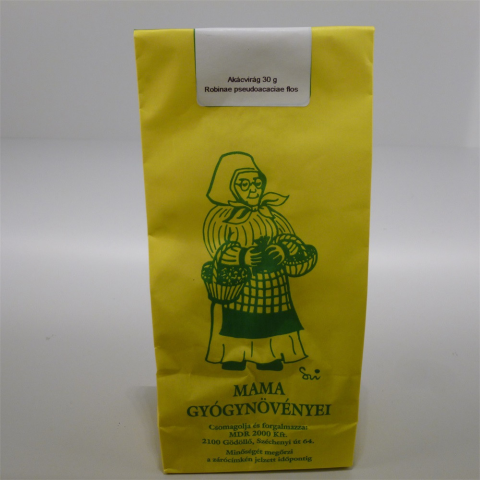 Akácvirág 30 g
Robinae pseudoacaciae flos
MAMA
GYÓGYNÖVÉNYEI
Csomagolja és forgalmazza:
MDR 2000 Kft.
2100 Gödöllő, Széchenyi út 64.
Minőségét megőrzi
a zárócímkén jelzett időpontig